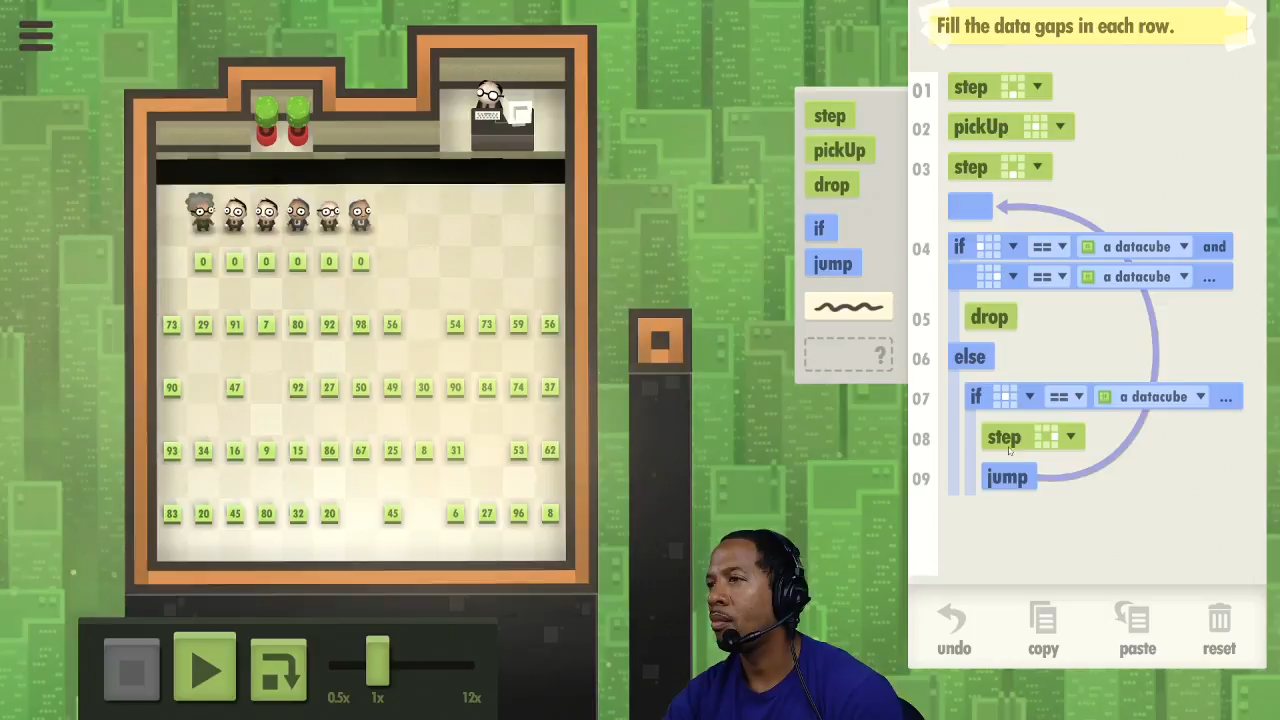 Fill the data gaps in each row.
01 step
02 pickUp
03 step
04 if == a datacube and
== a datacube ...
05 drop
06 else
07 if == a datacube ...
08 step
09 jump
step
pickUp
drop
if
jump
?
0 0 0 0 0 0
73 29 91 7 80 92 98 56 54 73 59 56
90 47 92 27 50 49 30 90 84 74 37
93 34 16 9 15 86 67 25 8 31 53 62
83 20 45 80 32 20 45 6 27 96 8
0.5x 1x 12x
undo copy paste reset